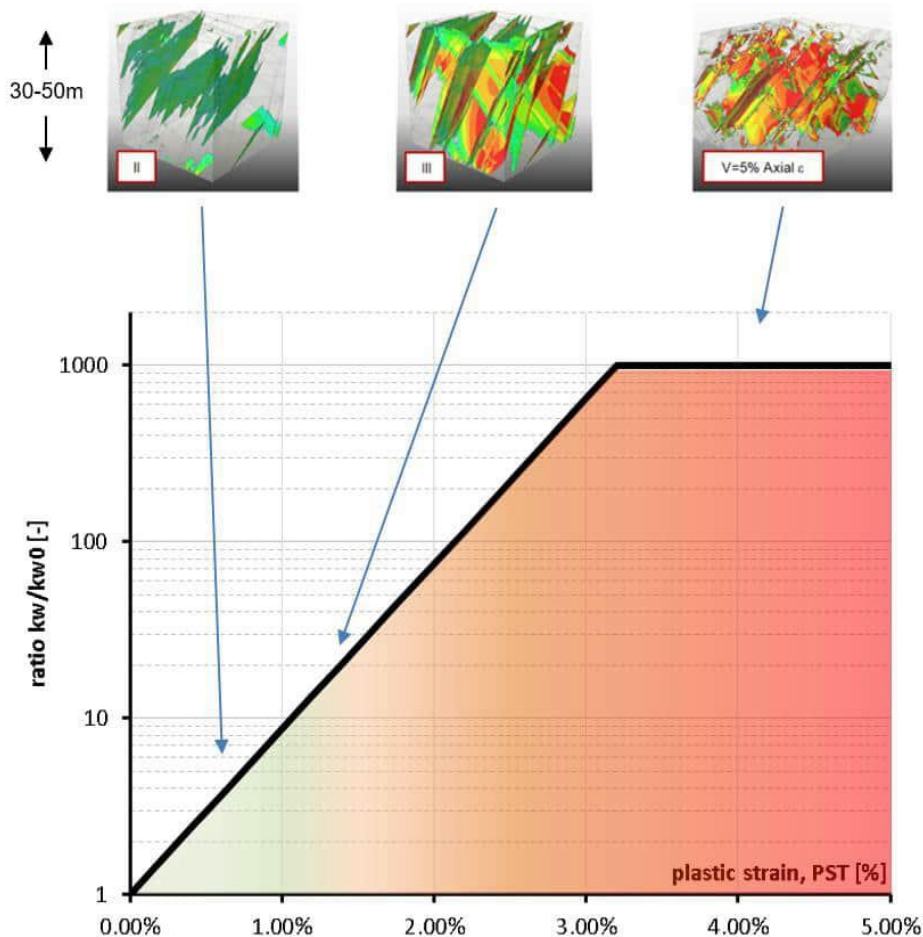 30-50m
II
III
V=5% Axial ε
1000
100
10
1
ratio kw/kw0 [-]
plastic strain, PST [%]
0.00%
1.00%
2.00%
3.00%
4.00%
5.00%